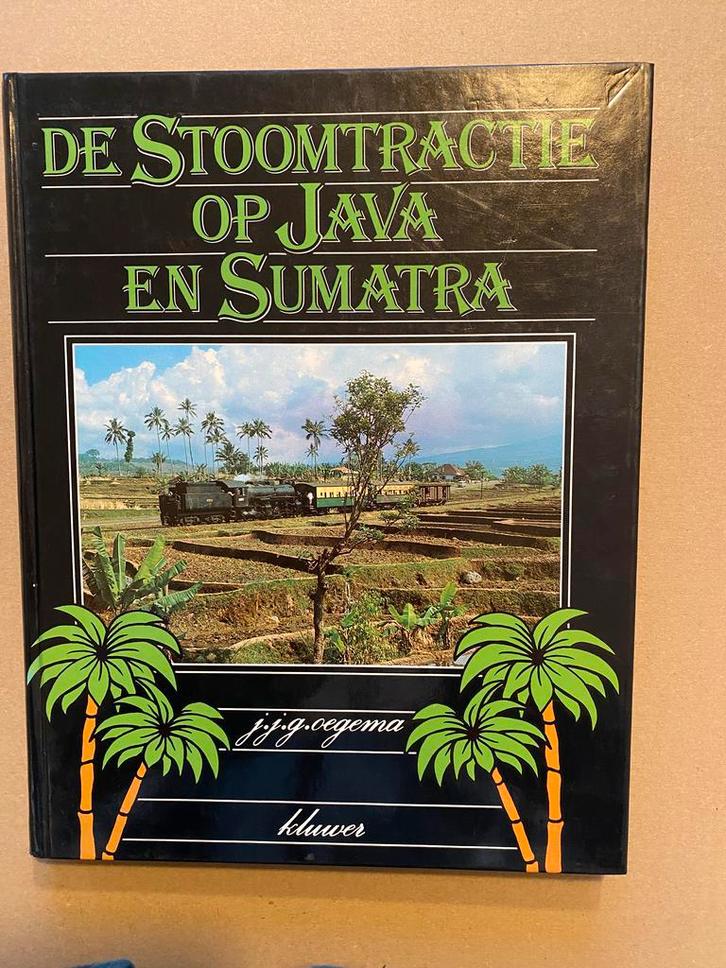 DE STOOMTRACTIE
OP JAVA
EN SUMATRA
j.j.g.oegema
kluwer